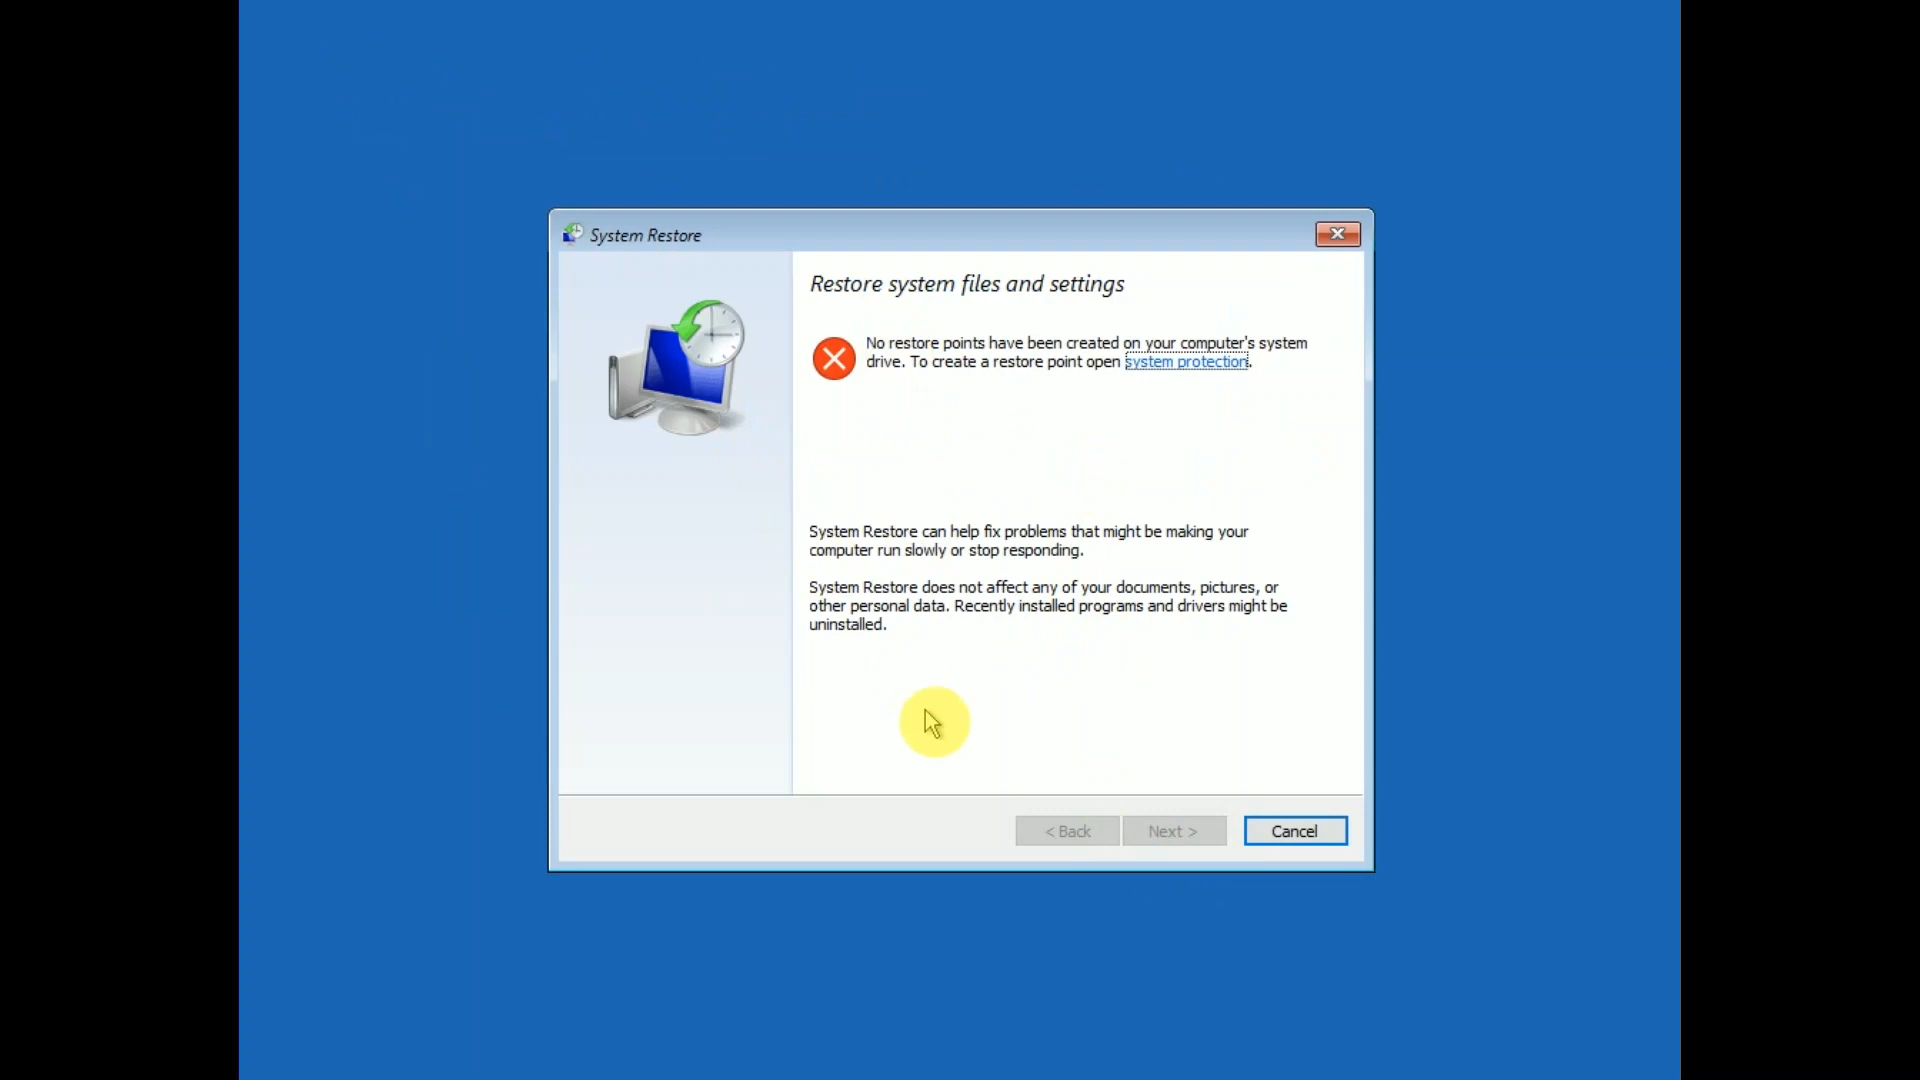 System Restore
Restore system files and settings
No restore points have been created on your computer's system
drive. To create a restore point open system protection.
System Restore can help fix problems that might be making your
computer run slowly or stop responding.
System Restore does not affect any of your documents, pictures, or
other personal data. Recently installed programs and drivers might be
uninstalled.
< Back Next > Cancel